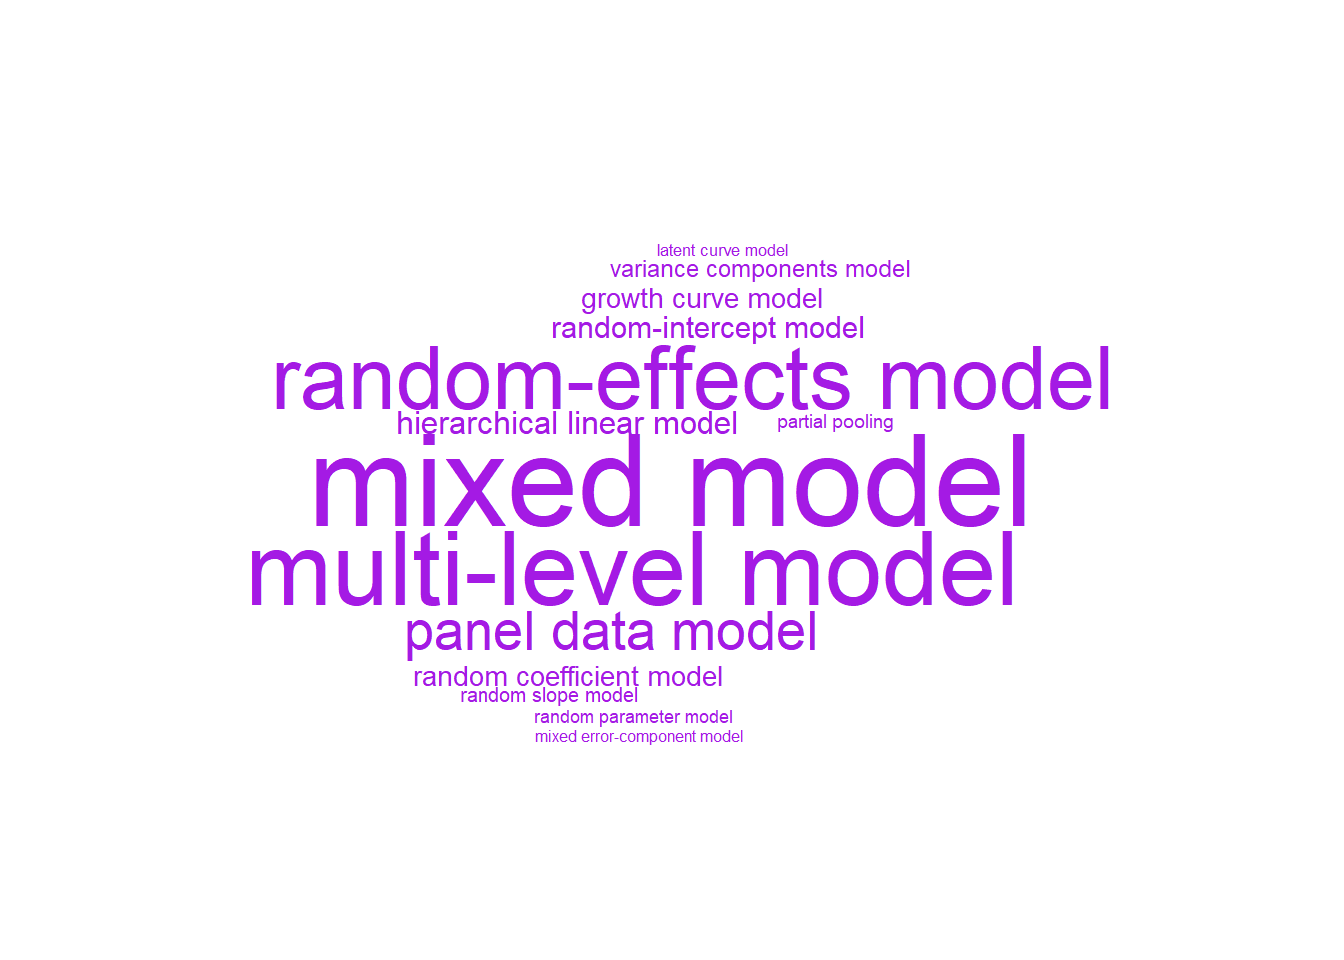 latent curve model
variance components model
growth curve model
random-intercept model
random-effects model
hierarchical linear model
partial pooling
mixed model
multi-level model
panel data model
random coefficient model
random slope model
random parameter model
mixed error-component model